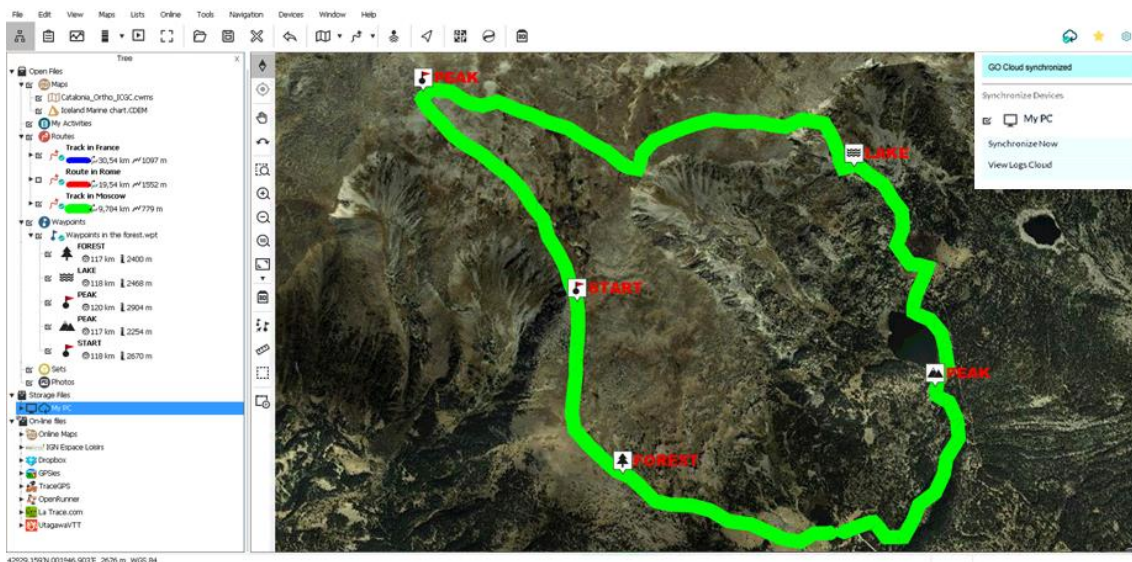 File Edit View Maps Lists Online Tools Navigation Devices Window Help
Tree X
Open Files
Maps
Catalonia_Ortho_ICGC.cwms
Iceland Marine chart.CDEM
My Activities
Routes
Track in France
30,54 km 1097 m
Route in Rome
19,54 km 1552 m
Track in Moscow
9,784 km 779 m
Waypoints
Waypoints in the forest.wpt
FOREST
117 km 2400 m
LAKE
118 km 2468 m
PEAK
120 km 2904 m
PEAK
117 km 2254 m
START
118 km 2670 m
Sets
Photos
Storage Files
My PC
On-line files
Online Maps
IGN Espace Loisirs
Dropbox
GPSies
TraceGPS
OpenRunner
La Trace.com
UtagawaVTT
3D
PEAK
LAKE
START
PEAK
FOREST
GO Cloud synchronized
Synchronize Devices
My PC
Synchronize Now
View Logs Cloud
2676 m, WGS 84